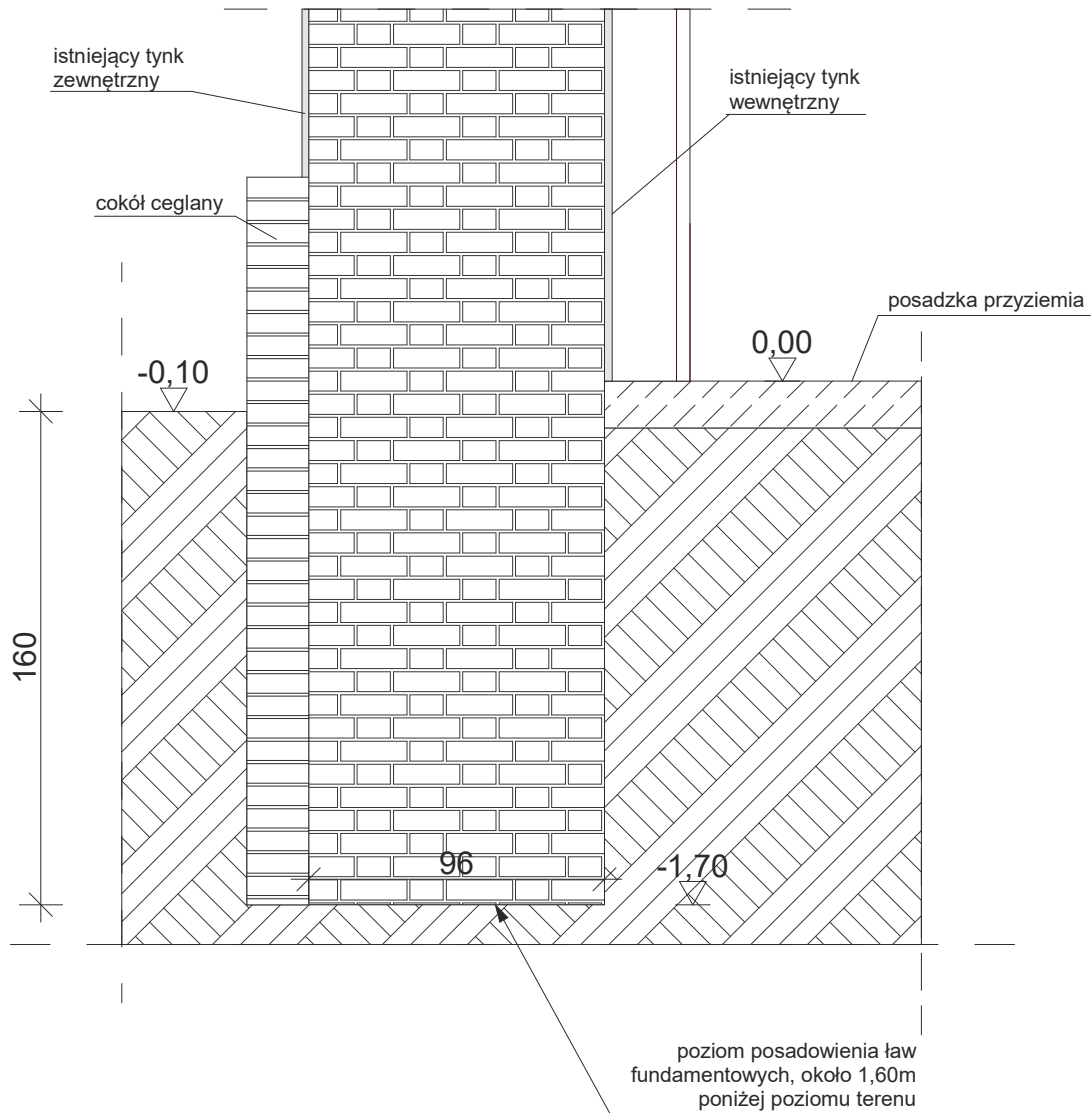 istniejący tynk
zewnętrzny
istniejący tynk
wewnętrzny
cokół ceglany
posadzka przyziemia
0,00
-0,10
160
96
-1,70
poziom posadowienia ław
fundamentowych, około 1,60m
poniżej poziomu terenu